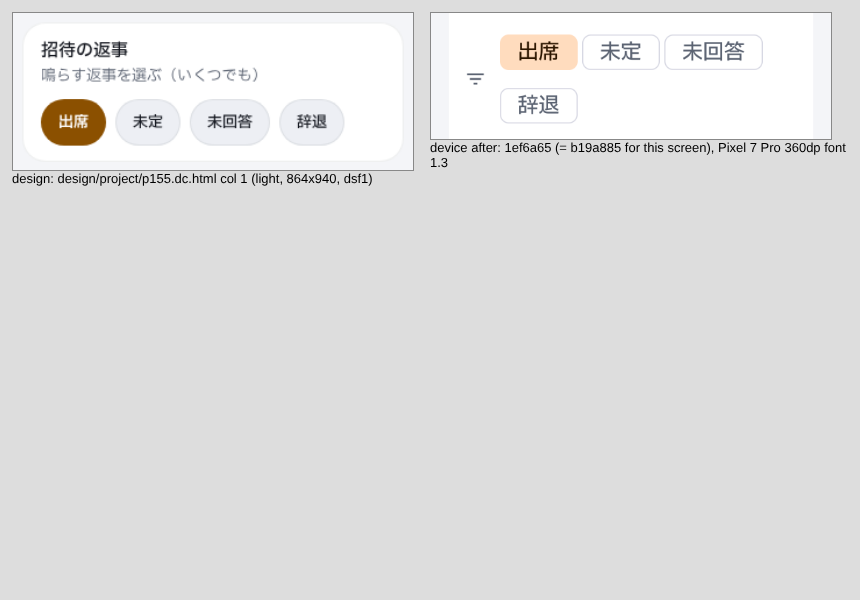 招待の返事
鳴らす返事を選ぶ（いくつでも）
出席 未定 未回答 辞退
design: design/project/p155.dc.html col 1 (light, 864x940, dsf1)
出席 未定 未回答
辞退
device after: 1ef6a65 (= b19a885 for this screen), Pixel 7 Pro 360dp font
1.3